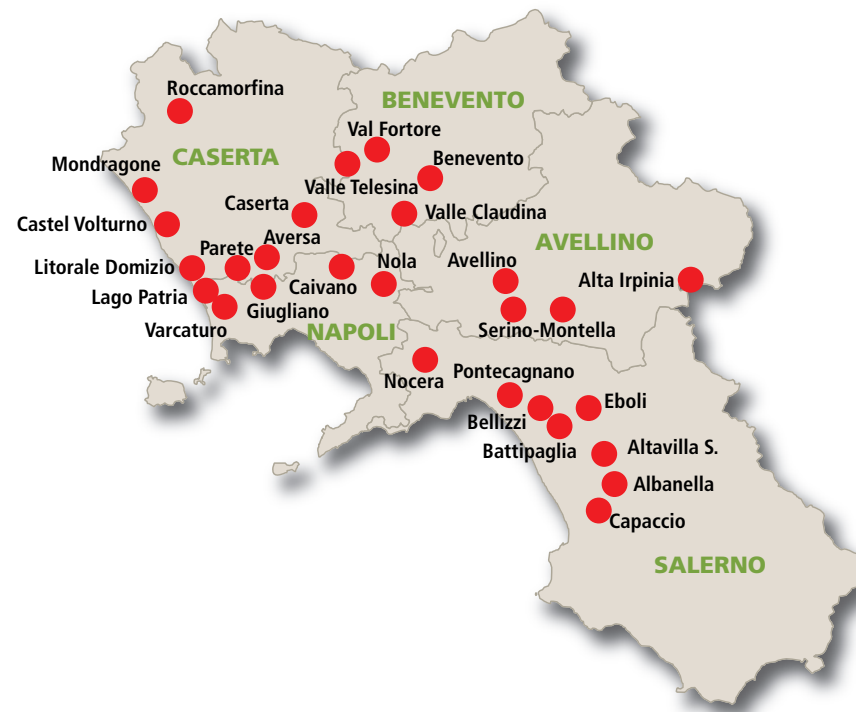 Roccamorfina
BENEVENTO
Val Fortore
CASERTA
Benevento
Mondragone
Valle Telesina
Caserta
Valle Claudina
Castel Volturno
Aversa
Parete
AVELLINO
Nola
Avellino
Litorale Domizio
Alta Irpinia
Caivano
Lago Patria
Giugliano
Varcaturo
NAPOLI
Serino-Montella
Pontecagnano
Nocera
Eboli
Bellizzi
Battipaglia
Altavilla S.
Albanella
Capaccio
SALERNO